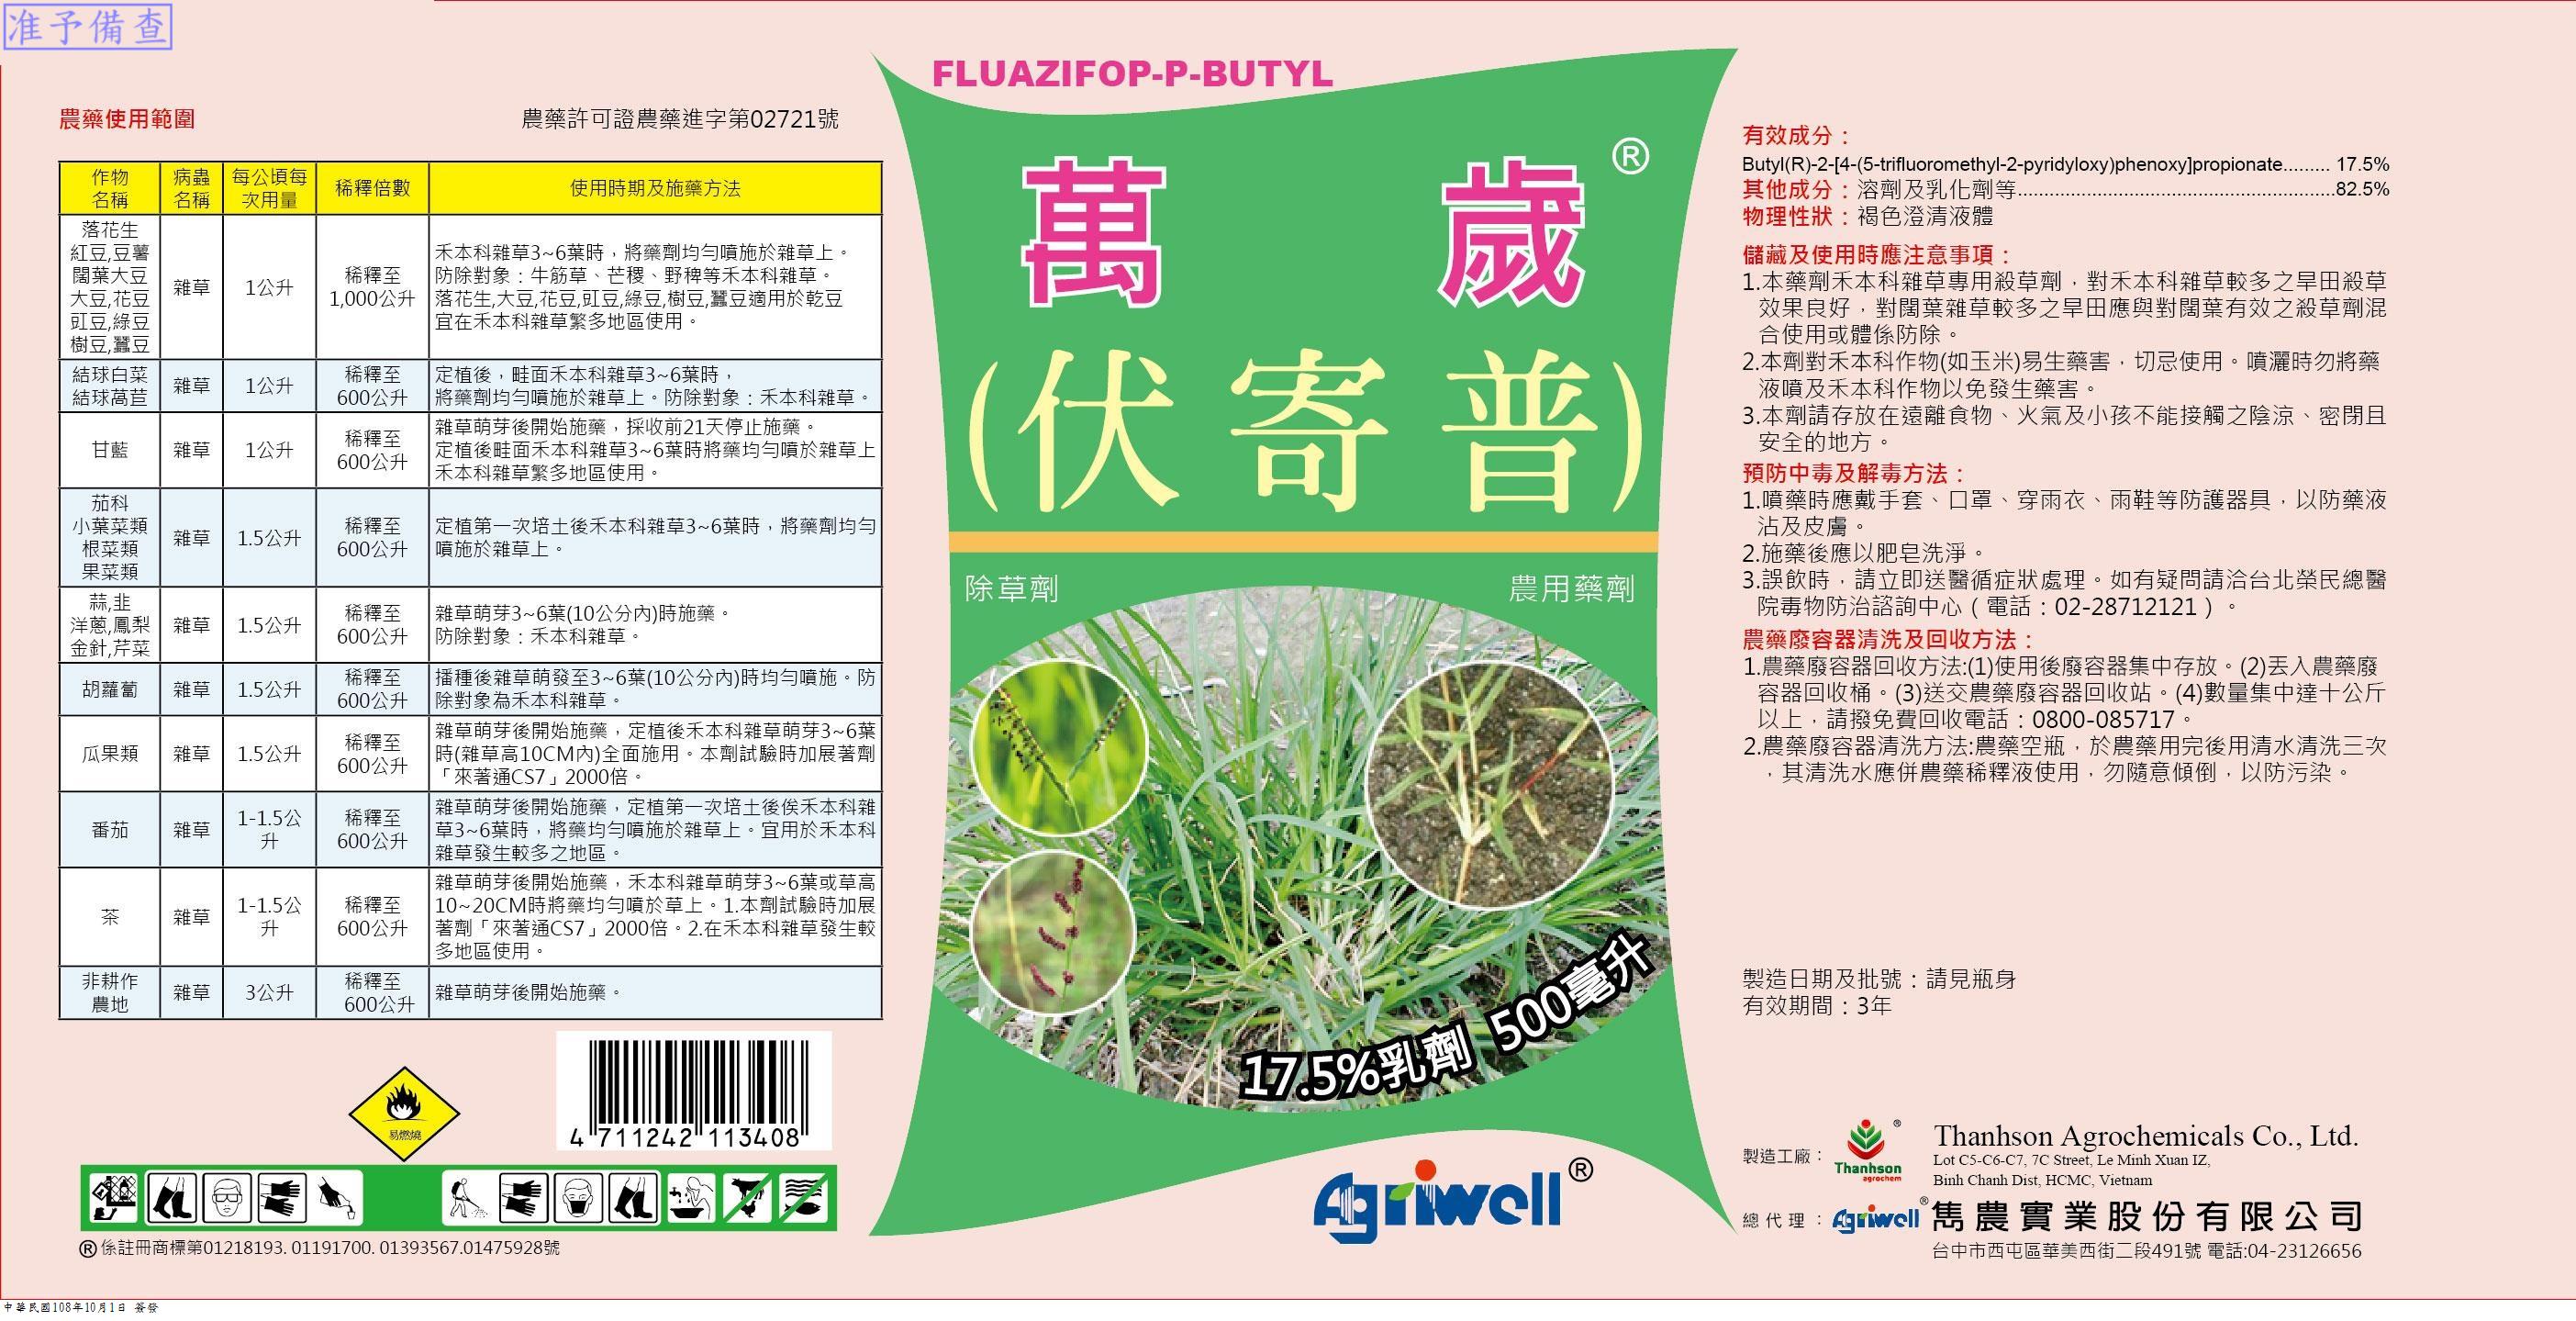 准予備查
農藥使用範圍
農藥許可證農藥進字第02721號
作物
名稱
病蟲
名稱
每公頃每
次用量
稀釋倍數
使用時期及施藥方法
落花生
紅豆,豆薯
闊葉大豆
大豆,花豆
豇豆,綠豆
樹豆,蠶豆
雜草
1公升
稀釋至
1,000公升
禾本科雜草3~6葉時，將藥劑均勻噴施於雜草上。
防除對象：牛筋草、芒稷、野稗等禾本科雜草。
落花生,大豆,花豆,豇豆,綠豆,樹豆,蠶豆適用於乾豆
宜在禾本科雜草繁多地區使用。
結球白菜
結球萵苣
雜草
1公升
稀釋至
600公升
定植後，畦面禾本科雜草3~6葉時，
將藥劑均勻噴施於雜草上。防除對象：禾本科雜草。
甘藍
雜草
1公升
稀釋至
600公升
雜草萌芽後開始施藥，採收前21天停止施藥。
定植後畦面禾本科雜草3~6葉時將藥均勻噴於雜草上
禾本科雜草繁多地區使用。
茄科
小葉菜類
根菜類
果菜類
雜草
1.5公升
稀釋至
600公升
定植第一次培土後禾本科雜草3~6葉時，將藥劑均勻
噴施於雜草上。
蒜,韭
洋蔥,鳳梨
金針,芹菜
雜草
1.5公升
稀釋至
600公升
雜草萌芽3~6葉(10公分內)時施藥。
防除對象：禾本科雜草。
胡蘿蔔
雜草
1.5公升
稀釋至
600公升
播種後雜草萌發至3~6葉(10公分內)時均勻噴施。防
除對象為禾本科雜草。
瓜果類
雜草
1.5公升
稀釋至
600公升
雜草萌芽後開始施藥，定植後禾本科雜草萌芽3~6葉
時(雜草高10CM內)全面施用。本劑試驗時加展著劑
「來著通CS7」2000倍。
番茄
雜草
1-1.5公
升
稀釋至
600公升
雜草萌芽後開始施藥，定植第一次培土後俟禾本科雜
草3~6葉時，將藥均勻噴施於雜草上。宜用於禾本科
雜草發生較多之地區。
茶
雜草
1-1.5公
升
稀釋至
600公升
雜草萌芽後開始施藥，禾本科雜草萌芽3~6葉或草高
10~20CM時將藥均勻噴於草上。1.本劑試驗時加展
著劑「來著通CS7」2000倍。2.在禾本科雜草發生較
多地區使用。
非耕作
農地
雜草
3公升
稀釋至
600公升
雜草萌芽後開始施藥。
易燃燒
4 711242 113408
®係註冊商標第01218193. 01191700. 01393567.01475928號
中華民國108年10月1日 簽發
FLUAZIFOP-P-BUTYL
萬歲®
(伏寄普)
除草劑
農用藥劑
17.5%乳劑 500毫升
Agriwell®
有效成分：
Butyl(R)-2-[4-(5-trifluoromethyl-2-pyridyloxy)phenoxy]propionate......... 17.5%
其他成分：溶劑及乳化劑等............................................................82.5%
物理性狀：褐色澄清液體
儲藏及使用時應注意事項：
1.本藥劑禾本科雜草專用殺草劑，對禾本科雜草較多之旱田殺草
效果良好，對闊葉雜草較多之旱田應與對闊葉有效之殺草劑混
合使用或體係防除。
2.本劑對禾本科作物(如玉米)易生藥害，切忌使用。噴灑時勿將藥
液噴及禾本科作物以免發生藥害。
3.本劑請存放在遠離食物、火氣及小孩不能接觸之陰涼、密閉且
安全的地方。
預防中毒及解毒方法：
1.噴藥時應戴手套、口罩、穿雨衣、雨鞋等防護器具，以防藥液
沾及皮膚。
2.施藥後應以肥皂洗淨。
3.誤飲時，請立即送醫循症狀處理。如有疑問請洽台北榮民總醫
院毒物防治諮詢中心（電話：02-28712121）。
農藥廢容器清洗及回收方法：
1.農藥廢容器回收方法:(1)使用後廢容器集中存放。(2)丟入農藥廢
容器回收桶。(3)送交農藥廢容器回收站。(4)數量集中達十公斤
以上，請撥免費回收電話：0800-085717。
2.農藥廢容器清洗方法:農藥空瓶，於農藥用完後用清水清洗三次
，其清洗水應併農藥稀釋液使用，勿隨意傾倒，以防污染。
製造日期及批號：請見瓶身
有效期間：3年
製造工廠：
Thanhson
agrochem
®
Thanhson Agrochemicals Co., Ltd.
Lot C5-C6-C7, 7C Street, Le Minh Xuan IZ,
Binh Chanh Dist, HCMC, Vietnam
總代理：Agriwell®雋農實業股份有限公司
台中市西屯區華美西街二段491號 電話:04-23126656